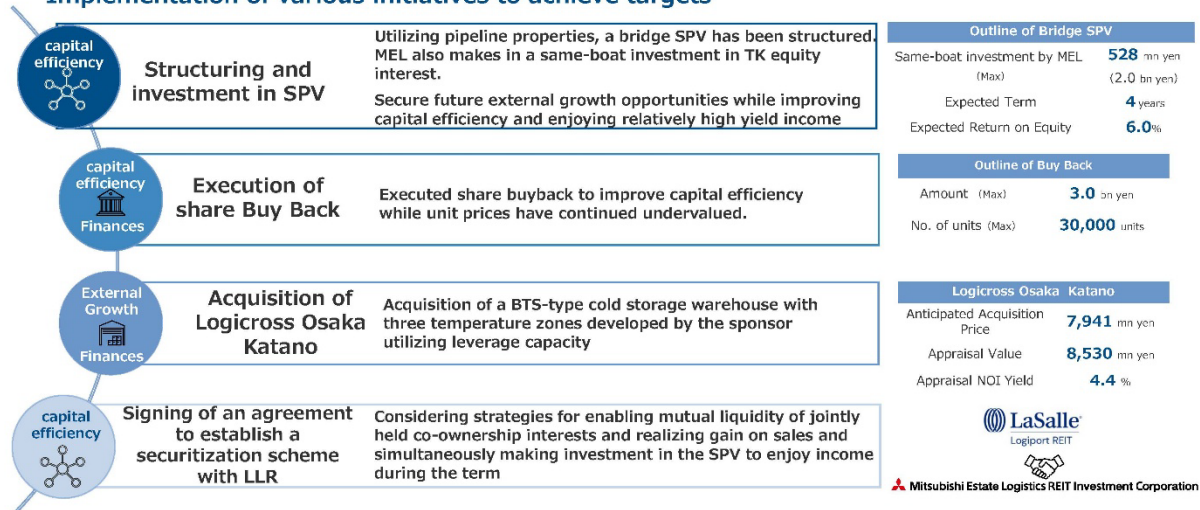 Implementation of various initiatives to achieve targets
capital
efficiency
Structuring and
investment in SPV
Utilizing pipeline properties, a bridge SPV has been structured.
MEL also makes in a same-boat investment in TK equity
interest.
Secure future external growth opportunities while improving
capital efficiency and enjoying relatively high yield income
Outline of Bridge SPV
Same-boat investment by MEL 528 mn yen
(Max) (2.0 bn yen)
Expected Term 4 years
Expected Return on Equity 6.0%
capital
efficiency
Finances
Execution of
share Buy Back
Executed share buyback to improve capital efficiency
while unit prices have continued undervalued.
Outline of Buy Back
Amount (Max) 3.0 bn yen
No. of units (Max) 30,000 units
External
Growth
Finances
Acquisition of
Logicross Osaka
Katano
Acquisition of a BTS-type cold storage warehouse with
three temperature zones developed by the sponsor
utilizing leverage capacity
Logicross Osaka Katano
Anticipated Acquisition
Price 7,941 mn yen
Appraisal Value 8,530 mn yen
Appraisal NOI Yield 4.4 %
capital
efficiency
Signing of an agreement
to establish a
securitization scheme
with LLR
Considering strategies for enabling mutual liquidity of jointly
held co-ownership interests and realizing gain on sales and
simultaneously making investment in the SPV to enjoy income
during the term
LaSalle
Logiport REIT
Mitsubishi Estate Logistics REIT Investment Corporation